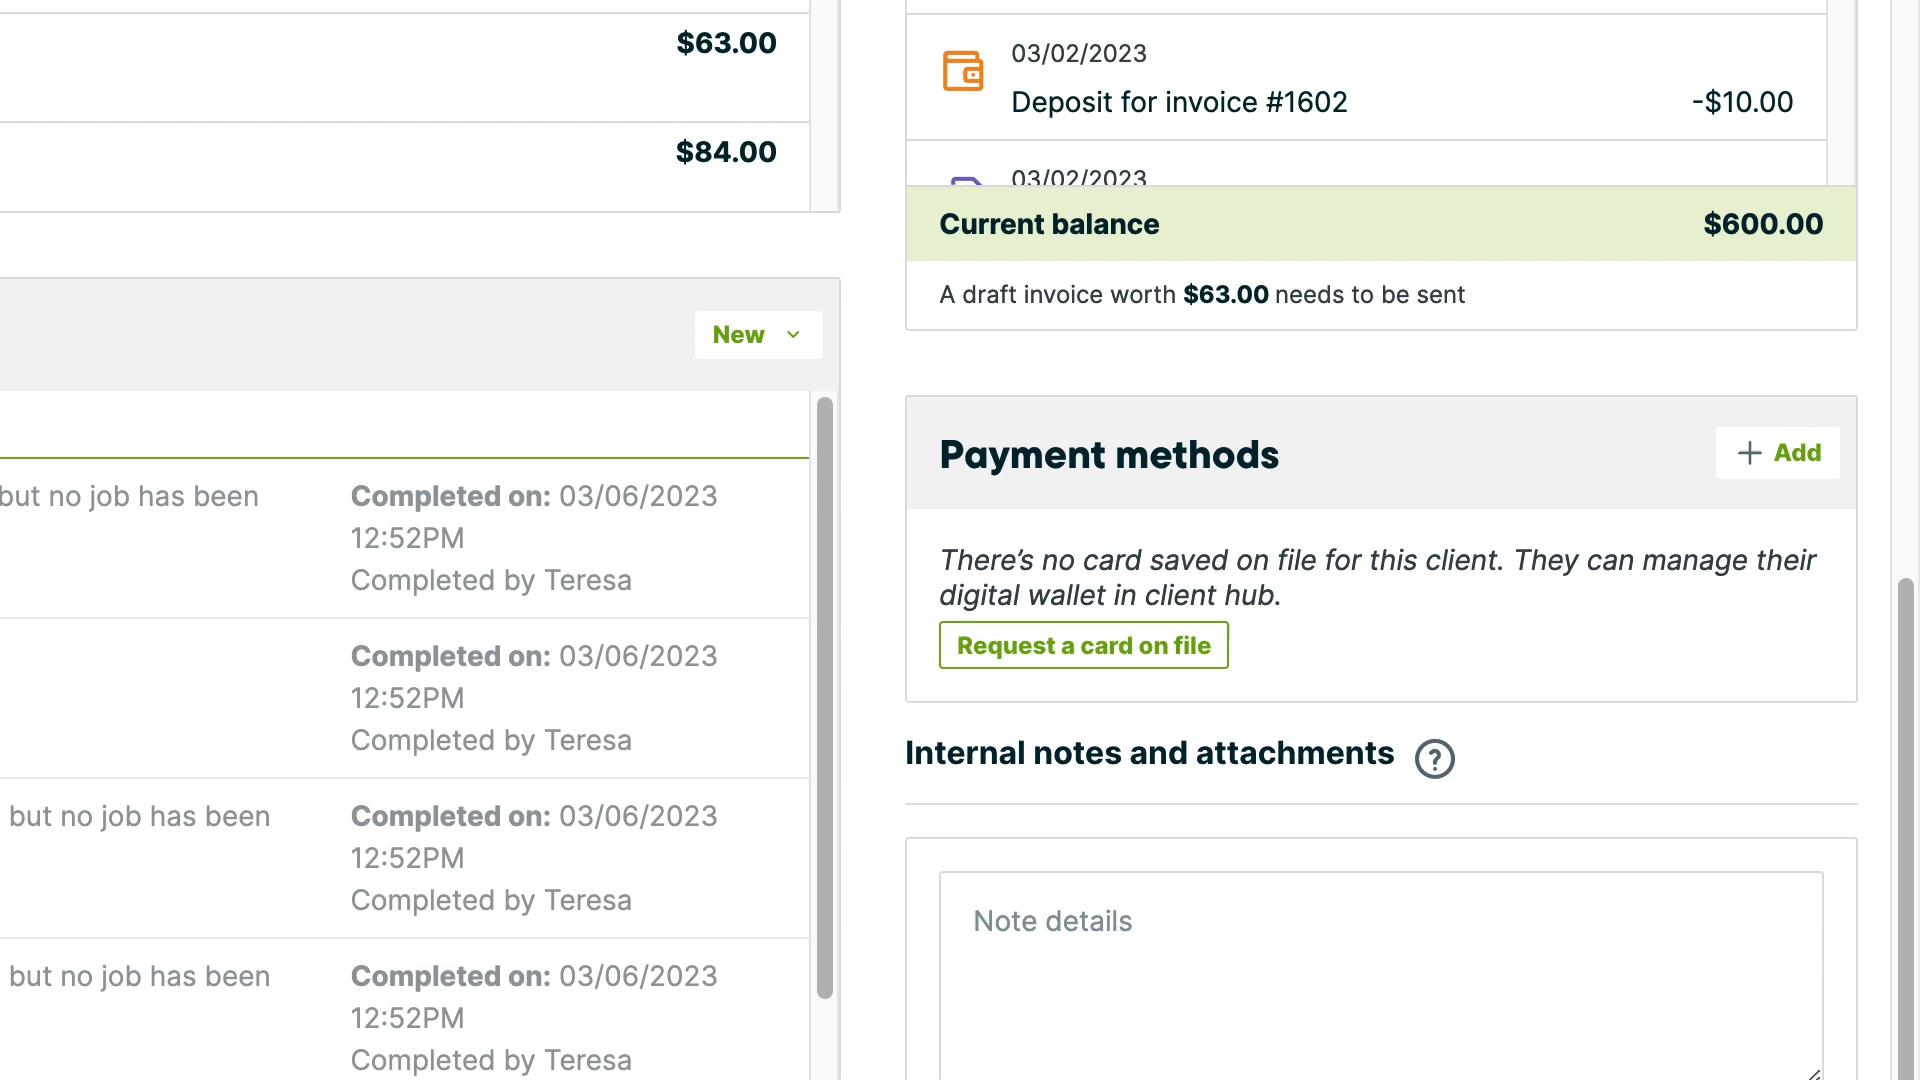 $63.00
$84.00
New
but no job has been
Completed on: 03/06/2023
12:52PM
Completed by Teresa
Completed on: 03/06/2023
12:52PM
Completed by Teresa
but no job has been
Completed on: 03/06/2023
12:52PM
Completed by Teresa
but no job has been
Completed on: 03/06/2023
12:52PM
Completed by Teresa
03/02/2023
Deposit for invoice #1602 -$10.00
03/02/2023
Current balance $600.00
A draft invoice worth $63.00 needs to be sent
Payment methods
+ Add
There's no card saved on file for this client. They can manage their
digital wallet in client hub.
Request a card on file
Internal notes and attachments ?
Note details